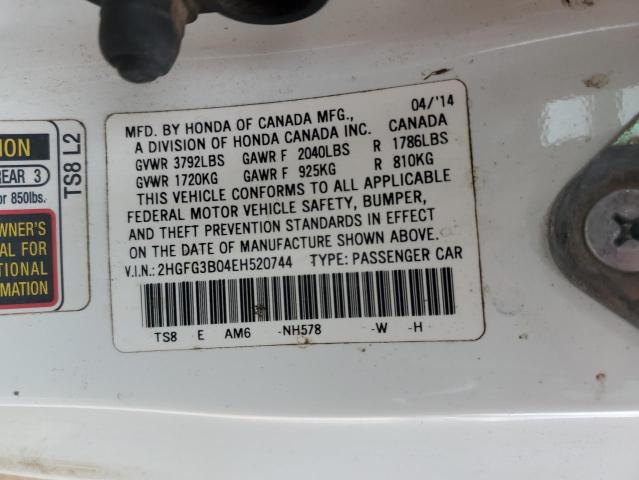 04/'14
MFD. BY HONDA OF CANADA MFG., CANADA
A DIVISION OF HONDA CANADA INC.
GVWR 3792LBS GAWR F 2040LBS R 1786LBS
GVWR 1720KG GAWR F 925KG R 810KG
THIS VEHICLE CONFORMS TO ALL APPLICABLE
FEDERAL MOTOR VEHICLE SAFETY, BUMPER,
AND THEFT PREVENTION STANDARDS IN EFFECT
ON THE DATE OF MANUFACTURE SHOWN ABOVE.
V.I.N.: 2HGFG3B04EH520744 TYPE: PASSENGER CAR
TS8 E AM6 -NH578 -W -H
ION
REAR 3
or 850lbs.
WNER'S
AL FOR
TIONAL
RMATION
TS8 L2